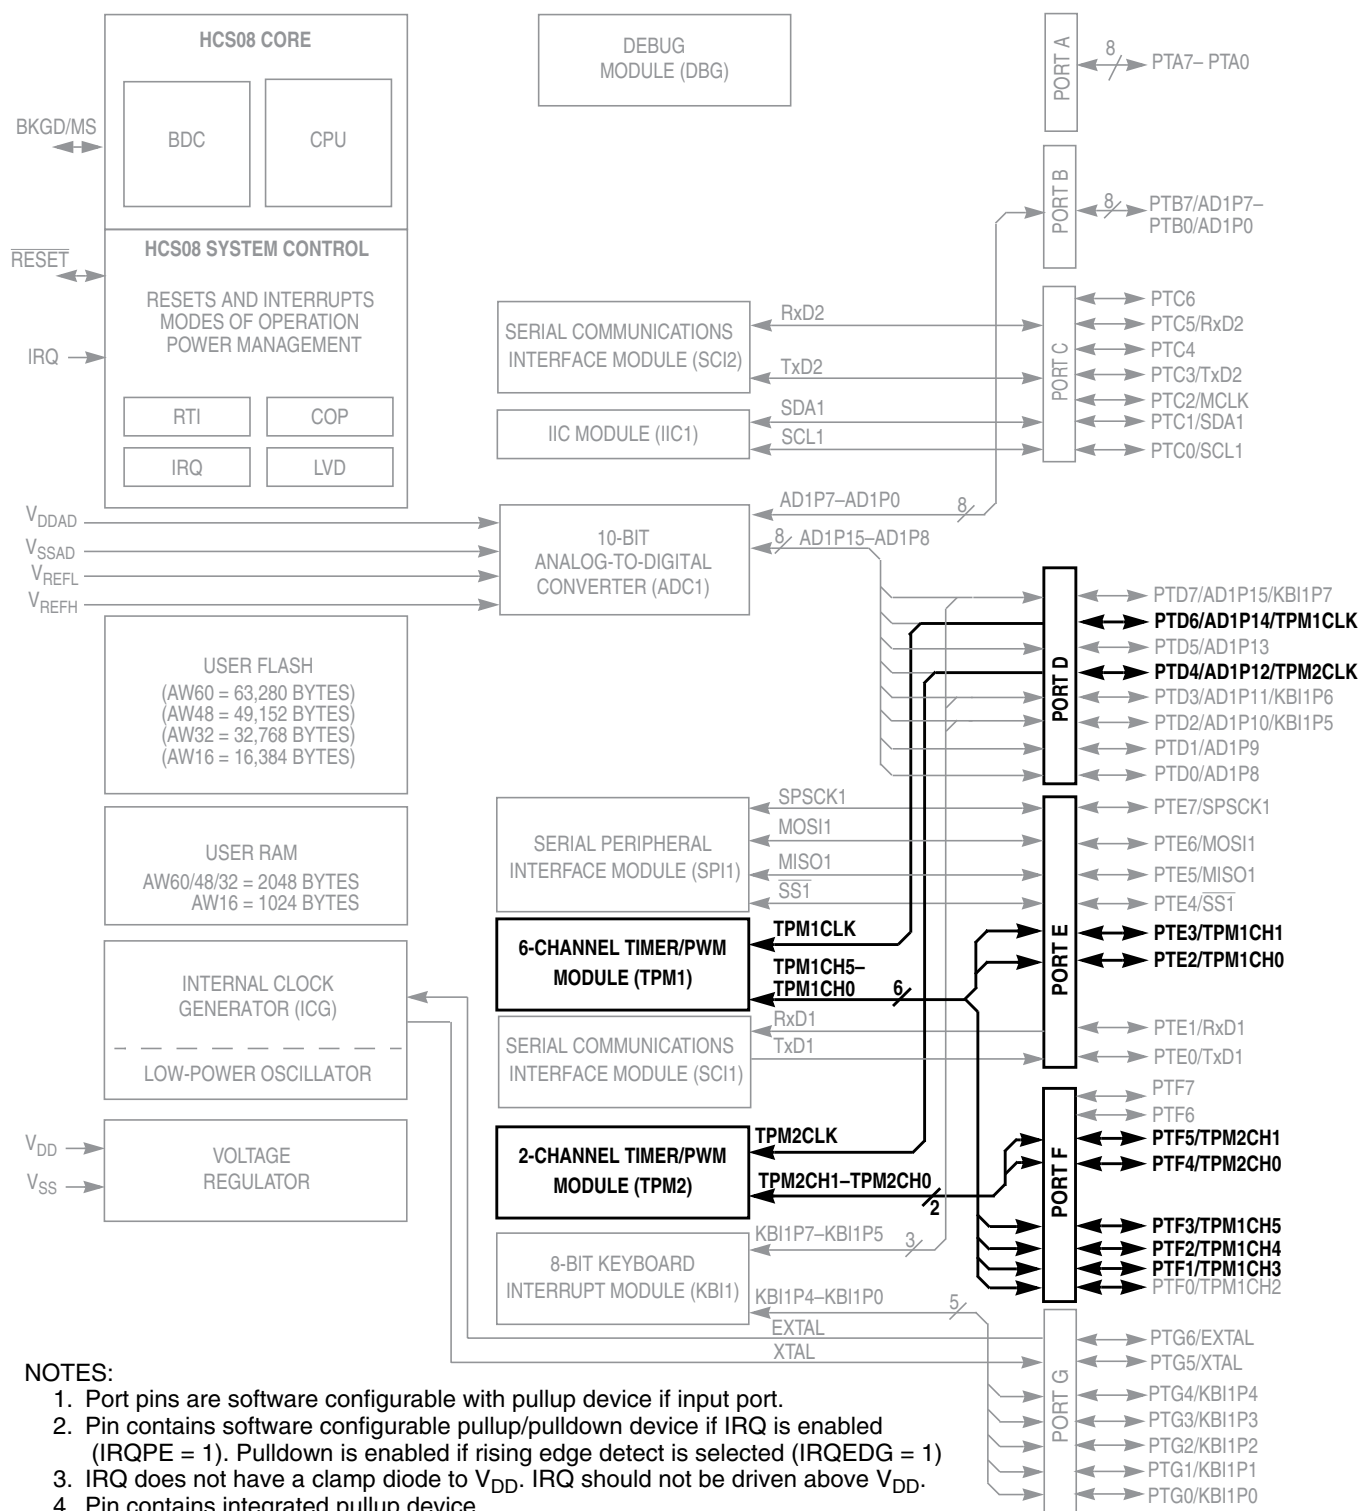 HCS08 CORE
BDC
CPU
BKGD/MS
HCS08 SYSTEM CONTROL
RESET
RESETS AND INTERRUPTS
MODES OF OPERATION
POWER MANAGEMENT
IRQ
RTI
COP
IRQ
LVD
VDDAD
VSSAD
VREFL
VREFH
USER FLASH
(AW60 = 63,280 BYTES)
(AW48 = 49,152 BYTES)
(AW32 = 32,768 BYTES)
(AW16 = 16,384 BYTES)
USER RAM
AW60/48/32 = 2048 BYTES
AW16 = 1024 BYTES
INTERNAL CLOCK
GENERATOR (ICG)
LOW-POWER OSCILLATOR
VDD
VSS
VOLTAGE
REGULATOR
DEBUG
MODULE (DBG)
SERIAL COMMUNICATIONS
INTERFACE MODULE (SCI2)
RxD2
TxD2
IIC MODULE (IIC1)
SDA1
SCL1
10-BIT
ANALOG-TO-DIGITAL
CONVERTER (ADC1)
AD1P7–AD1P0
8
8
AD1P15–AD1P8
SERIAL PERIPHERAL
INTERFACE MODULE (SPI1)
SPSCK1
MOSI1
MISO1
SS1
6-CHANNEL TIMER/PWM
MODULE (TPM1)
TPM1CLK
TPM1CH5–
TPM1CH0
6
SERIAL COMMUNICATIONS
INTERFACE MODULE (SCI1)
RxD1
TxD1
2-CHANNEL TIMER/PWM
MODULE (TPM2)
TPM2CLK
TPM2CH1–TPM2CH0
2
8-BIT KEYBOARD
INTERRUPT MODULE (KBI1)
KBI1P7–KBI1P5
3
KBI1P4–KBI1P0
5
EXTAL
XTAL
PORT A
8
PTA7– PTA0
PORT B
8
PTB7/AD1P7–
PTB0/AD1P0
PORT C
PTC6
PTC5/RxD2
PTC4
PTC3/TxD2
PTC2/MCLK
PTC1/SDA1
PTC0/SCL1
PORT D
PTD7/AD1P15/KBI1P7
PTD6/AD1P14/TPM1CLK
PTD5/AD1P13
PTD4/AD1P12/TPM2CLK
PTD3/AD1P11/KBI1P6
PTD2/AD1P10/KBI1P5
PTD1/AD1P9
PTD0/AD1P8
PORT E
PTE7/SPSCK1
PTE6/MOSI1
PTE5/MISO1
PTE4/SS1
PTE3/TPM1CH1
PTE2/TPM1CH0
PTE1/RxD1
PTE0/TxD1
PORT F
PTF7
PTF6
PTF5/TPM2CH1
PTF4/TPM2CH0
PTF3/TPM1CH5
PTF2/TPM1CH4
PTF1/TPM1CH3
PTF0/TPM1CH2
PORT G
PTG6/EXTAL
PTG5/XTAL
PTG4/KBI1P4
PTG3/KBI1P3
PTG2/KBI1P2
PTG1/KBI1P1
PTG0/KBI1P0
NOTES:
1. Port pins are software configurable with pullup device if input port.
2. Pin contains software configurable pullup/pulldown device if IRQ is enabled
(IRQPE = 1). Pulldown is enabled if rising edge detect is selected (IRQEDG = 1)
3. IRQ does not have a clamp diode to VDD. IRQ should not be driven above VDD.
4. Pin contains integrated pullup device.